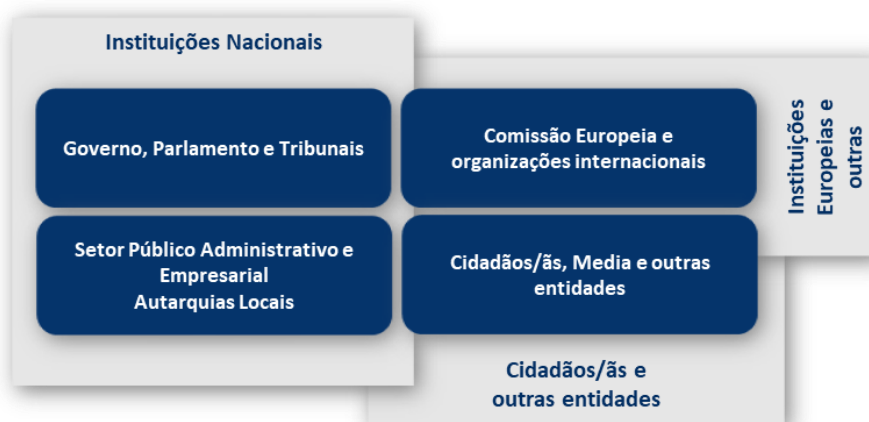 Instituições Nacionais
Governo, Parlamento e Tribunais
Comissão Europeia e
organizações internacionais
Instituições
Europeias e
outras
Setor Público Administrativo e
Empresarial
Autarquias Locais
Cidadãos/ãs, Media e outras
entidades
Cidadãos/ãs e
outras entidades